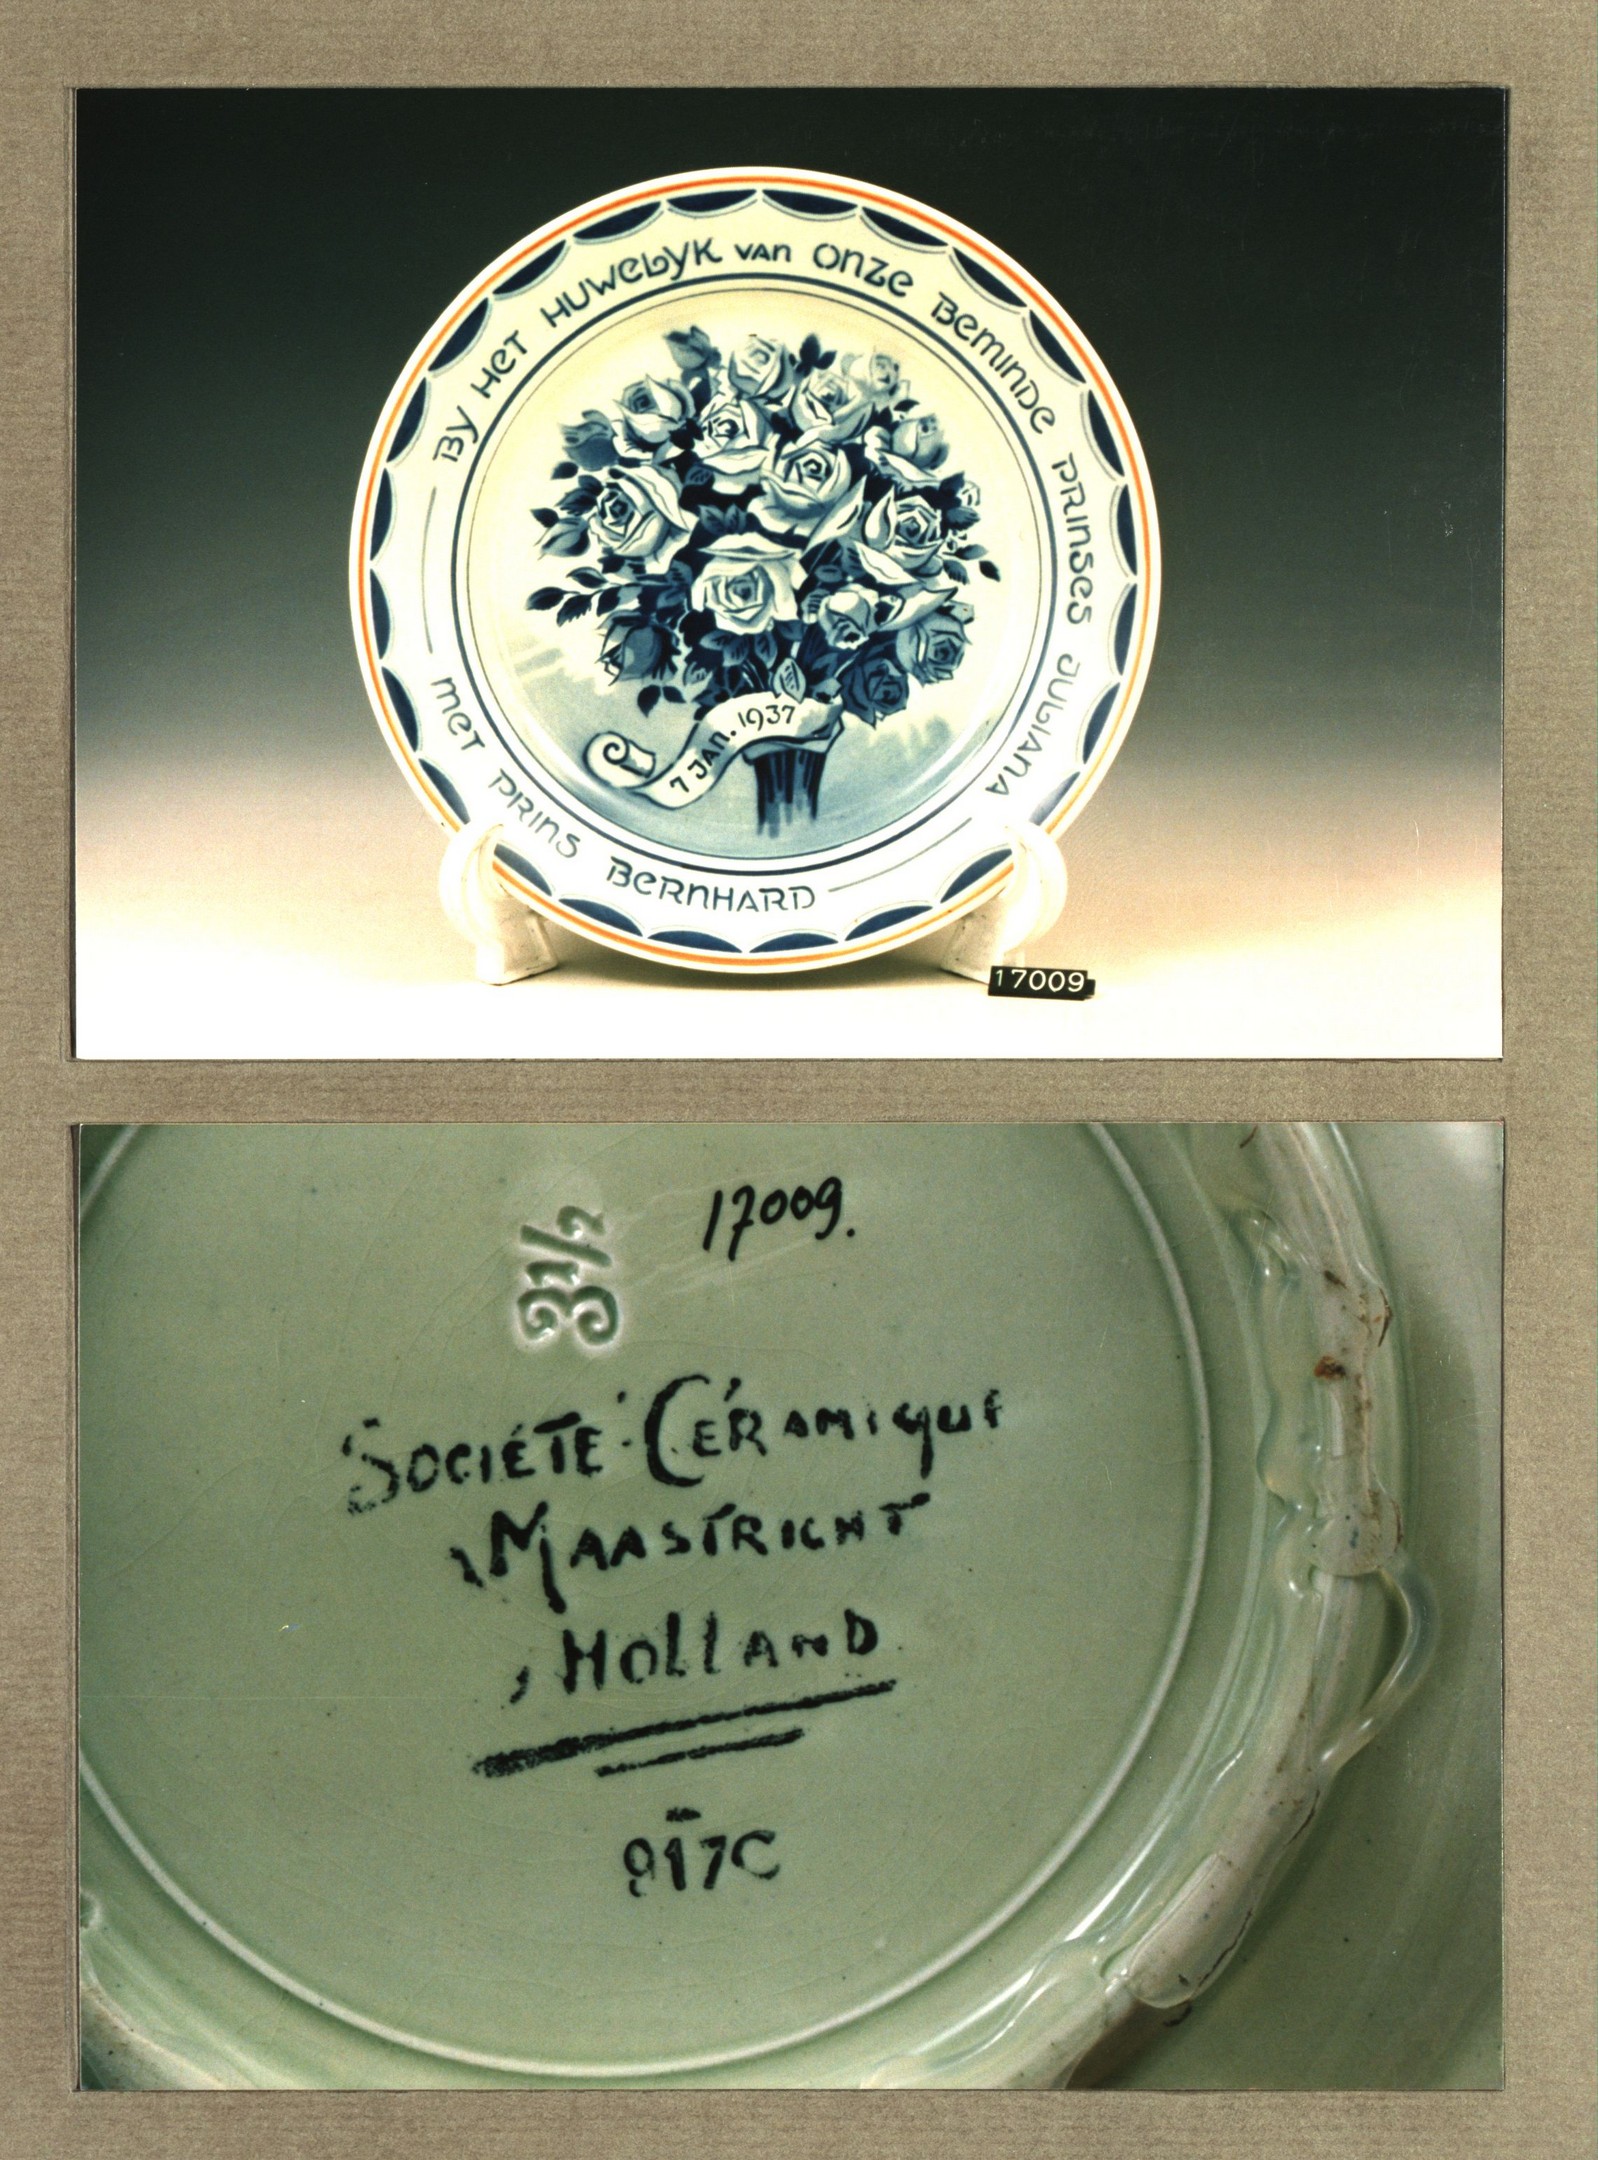 BY HET HUWELYK VAN ONZE BEMINDE PRINSES JULIANA
MET PRINS BERNHARD
7 JAN. 1937
17009
17009.
31/2
SOCIÉTÉ CÉRAMIQUE
MAASTRICHT
HOLLAND
917C